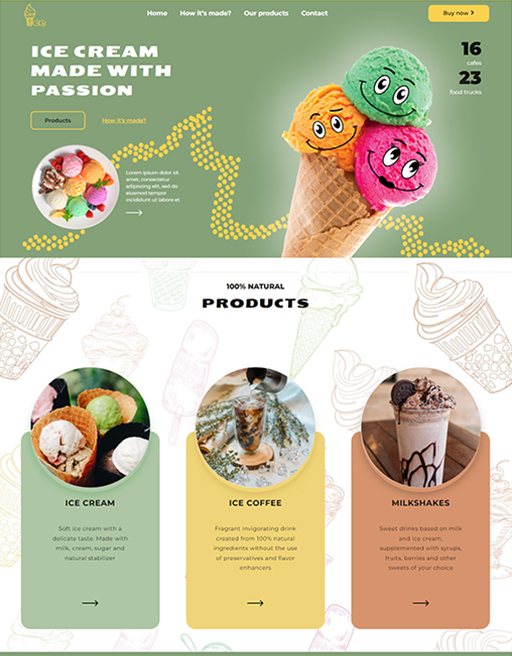 Home How it's made? Our products Contact Buy now
ICE CREAM
MADE WITH
PASSION
16
cafes
23
food trucks
Products How it's made?
Lorem ipsum dolor sit
amet, consectetur
adipiscing elit, sed do
eiusmod tempor
incididunt ut labore et
100% NATURAL
PRODUCTS
ICE CREAM
Soft ice cream with a
delicate taste. Made with
milk, cream, sugar and
natural stabilizer
ICE COFFEE
Fragrant invigorating drink
created from 100% natural
ingredients without the use
of preservatives and flavor
enhancers
MILKSHAKES
Sweet drinks based on milk
and ice cream,
supplemented with syrups,
fruits, berries and other
sweets of your choice